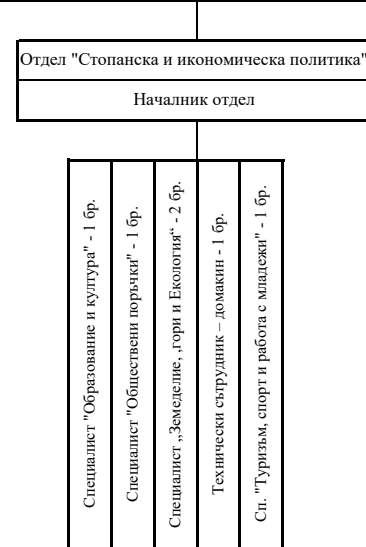 Отдел "Стопанска и икономическа политика"
Началник отдел
Специалист "Образование и култура" - 1 бр.
Специалист "Обществени поръчки" - 1 бр.
Специалист „Земеделие, ,гори и Екология“ - 2 бр.
Технически сътрудник – домакин - 1 бр.
Сп. "Туризъм, спорт и работа с младежи" - 1 бр.